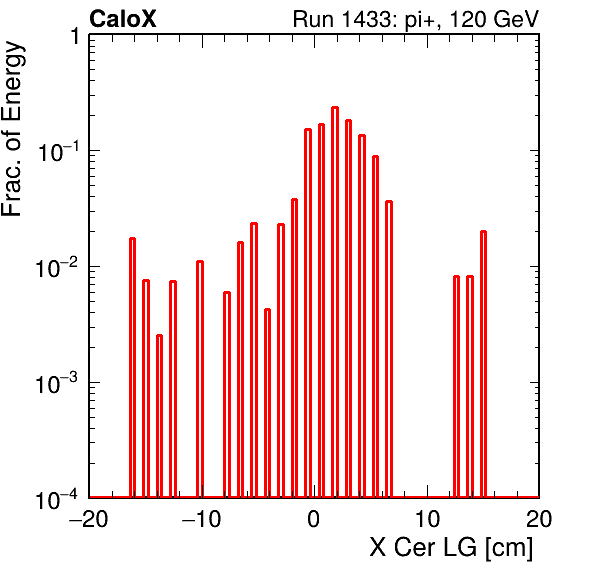 CaloX Run 1433: pi+, 120 GeV
Frac. of Energy
1
10⁻¹
10⁻²
10⁻³
10⁻⁴
−20 −10 0 10 20
X Cer LG [cm]